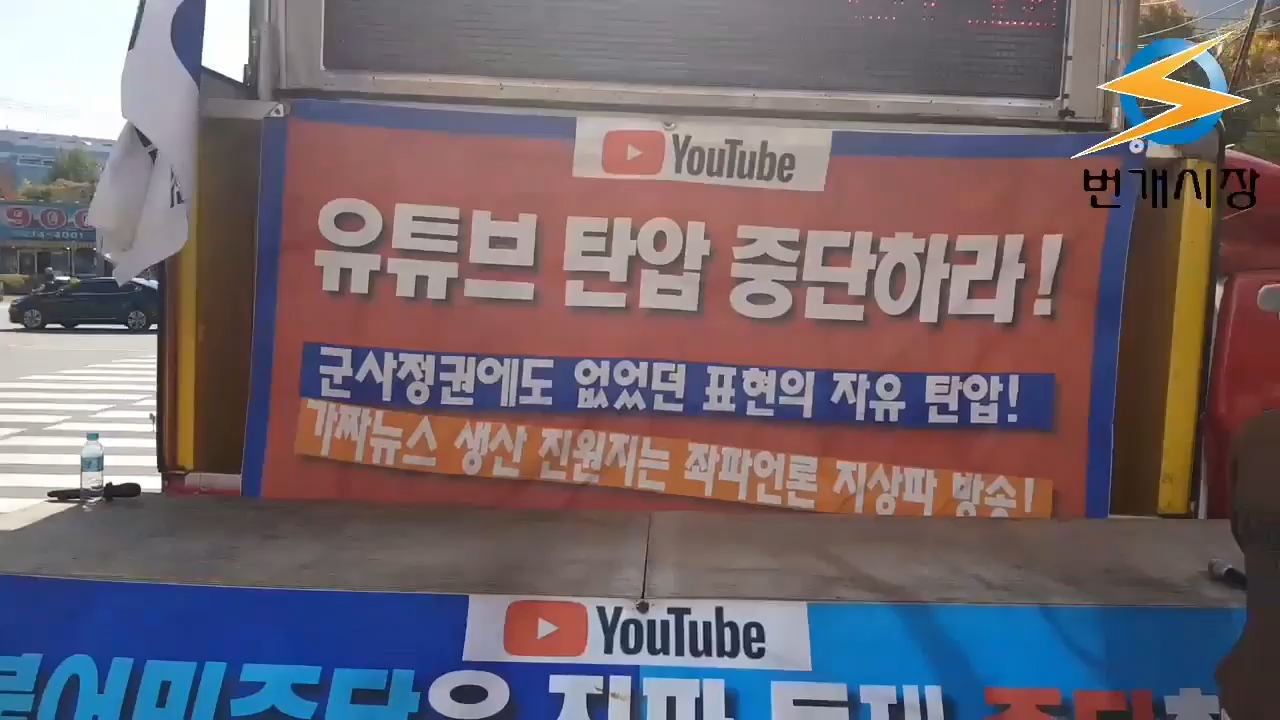 YouTube
번개시장
유튜브 탄압 중단하라!
군사정권에도 없었던 표현의 자유 탄압!
가짜뉴스 생산 진원지는 좌파언론 지상파 방송!
YouTube